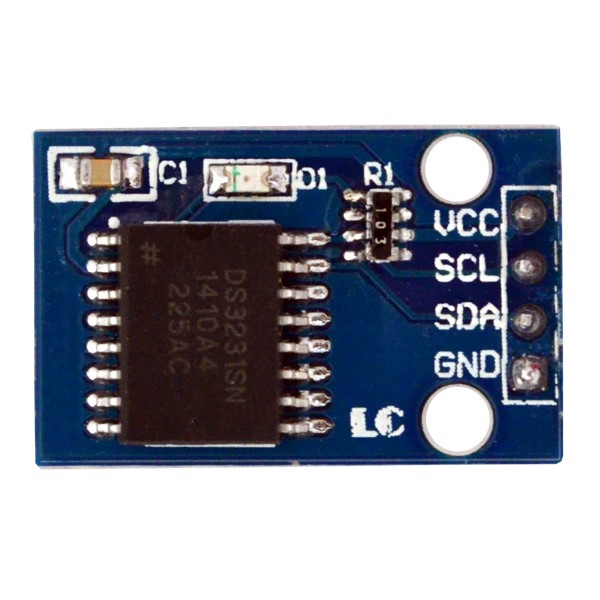 C1
D1
R1
103
VCC
SCL
SDA
GND
#
DS3231SN
1410A4
225AC
LC